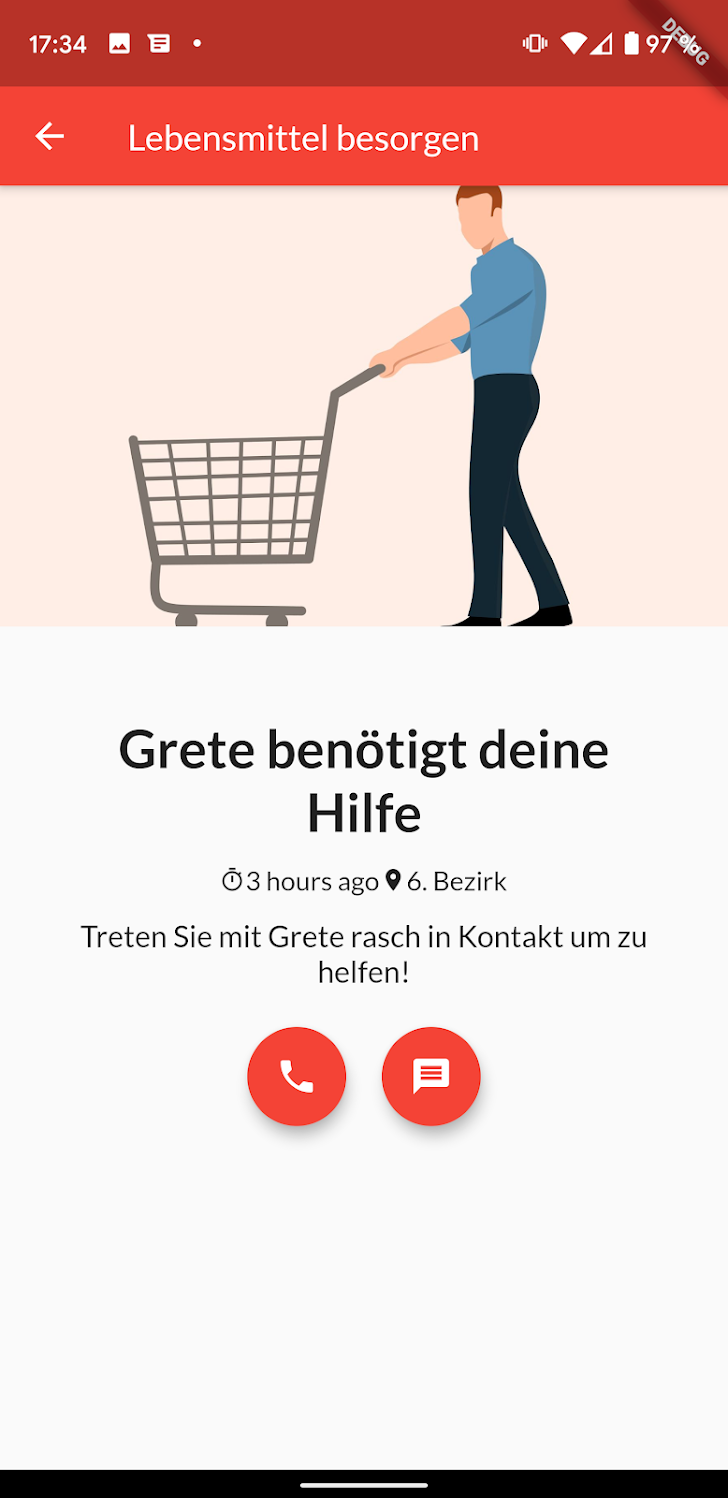 17:34
97 %
DEBUG
Lebensmittel besorgen
Grete benötigt deine
Hilfe
3 hours ago 6. Bezirk
Treten Sie mit Grete rasch in Kontakt um zu
helfen!